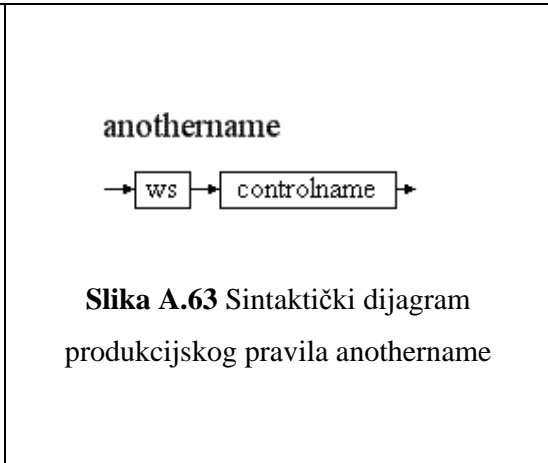 anothername
ws controlname
Slika A.63 Sintaktički dijagram
produkcijskog pravila anothername